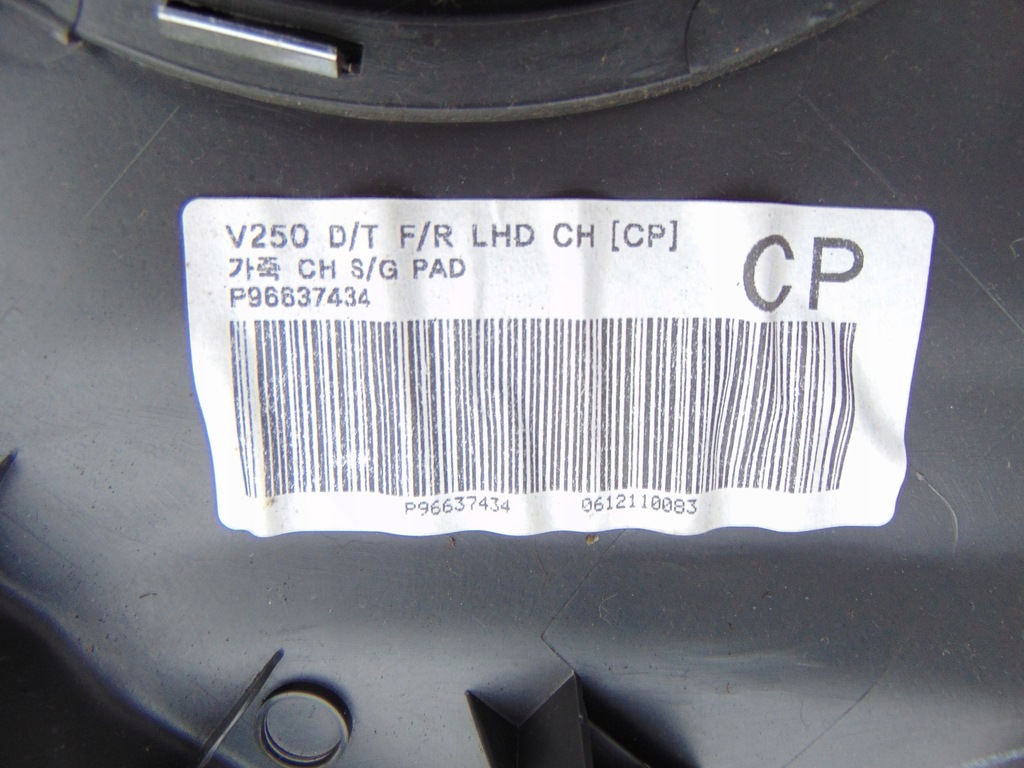 V250 D/T F/R LHD CH [CP]
가죽 CH S/G PAD
P96637434
CP
P96637434 0612110083